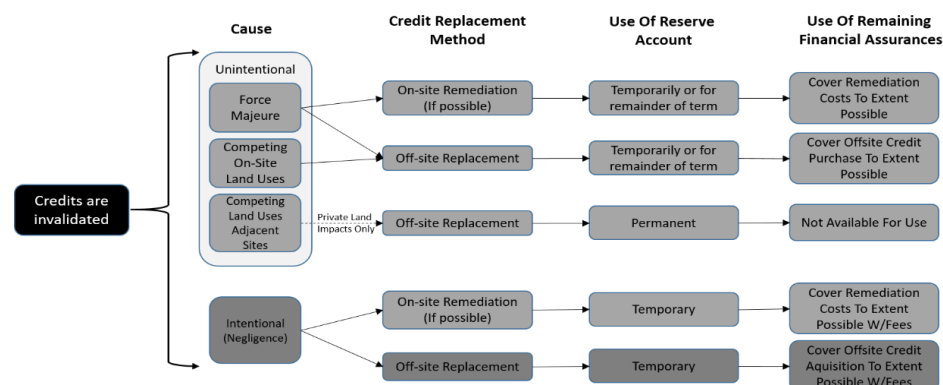 Cause
Credit Replacement
Method
Use Of Reserve
Account
Use Of Remaining
Financial Assurances
Credits are
invalidated
Unintentional
Force
Majeure
On-site Remediation
(If possible)
Temporarily or for
remainder of term
Cover Remediation
Costs To Extent
Possible
Competing
On-Site
Land Uses
Off-site Replacement
Temporarily or for
remainder of term
Cover Offsite Credit
Purchase To Extent
Possible
Competing
Land Uses
Adjacent
Sites
Private Land
Impacts Only
Off-site Replacement
Permanent
Not Available For Use
Intentional
(Negligence)
On-site Remediation
(If possible)
Temporary
Cover Remediation
Costs To Extent
Possible W/Fees
Off-site Replacement
Temporary
Cover Offsite Credit
Aquisition To Extent
Possible W/Fees